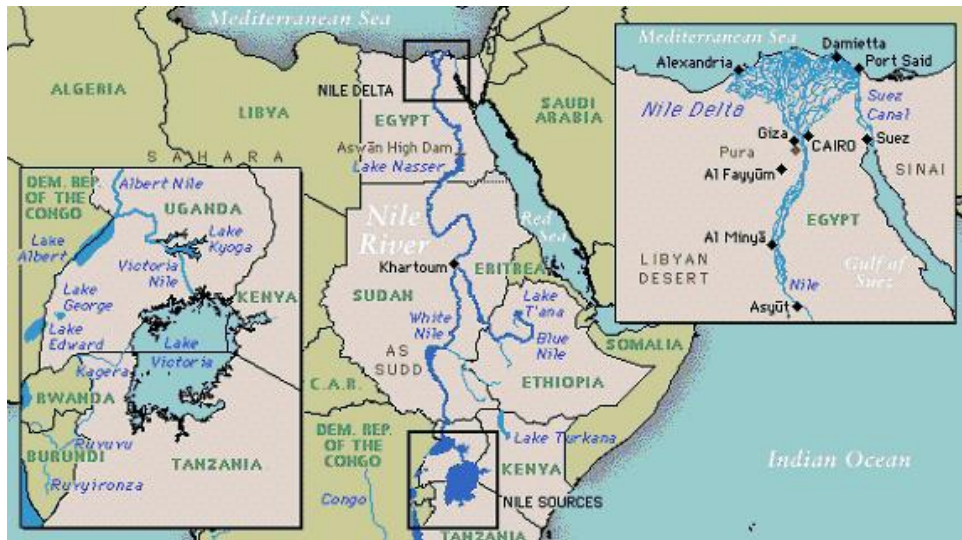 Mediterranean Sea
ALGERIA
LIBYA
NILE DELTA
EGYPT
SAUDI
ARABIA
SAHARA
Aswān High Dam
Lake Nasser
Nile
River
Red
Sea
Khartoum
ERITREA
SUDAN
White
Nile
Lake
T'ana
Blue
Nile
AS
SUDD
SOMALIA
ETHIOPIA
C.A.R.
DEM. REP.
OF THE
CONGO
Lake Turkana
KENYA
Congo
NILE SOURCES
TANZANIA
Indian Ocean
DEM. REP.
OF THE
CONGO
Albert Nile
UGANDA
Lake
Albert
Lake
Kyoga
Victoria
Nile
Lake
George
KENYA
Lake
Edward
Lake
Victoria
Kagera
RWANDA
Ruvuvu
BURUNDI
TANZANIA
Ruvyironza
Mediterranean Sea
Damietta
Alexandria
Port Said
Nile Delta
Suez
Canal
Giza
CAIRO
Suez
Pura
SINAI
Al Fayyūm
EGYPT
Al Minyā
LIBYAN
DESERT
Gulf of
Suez
Nile
Asyūt